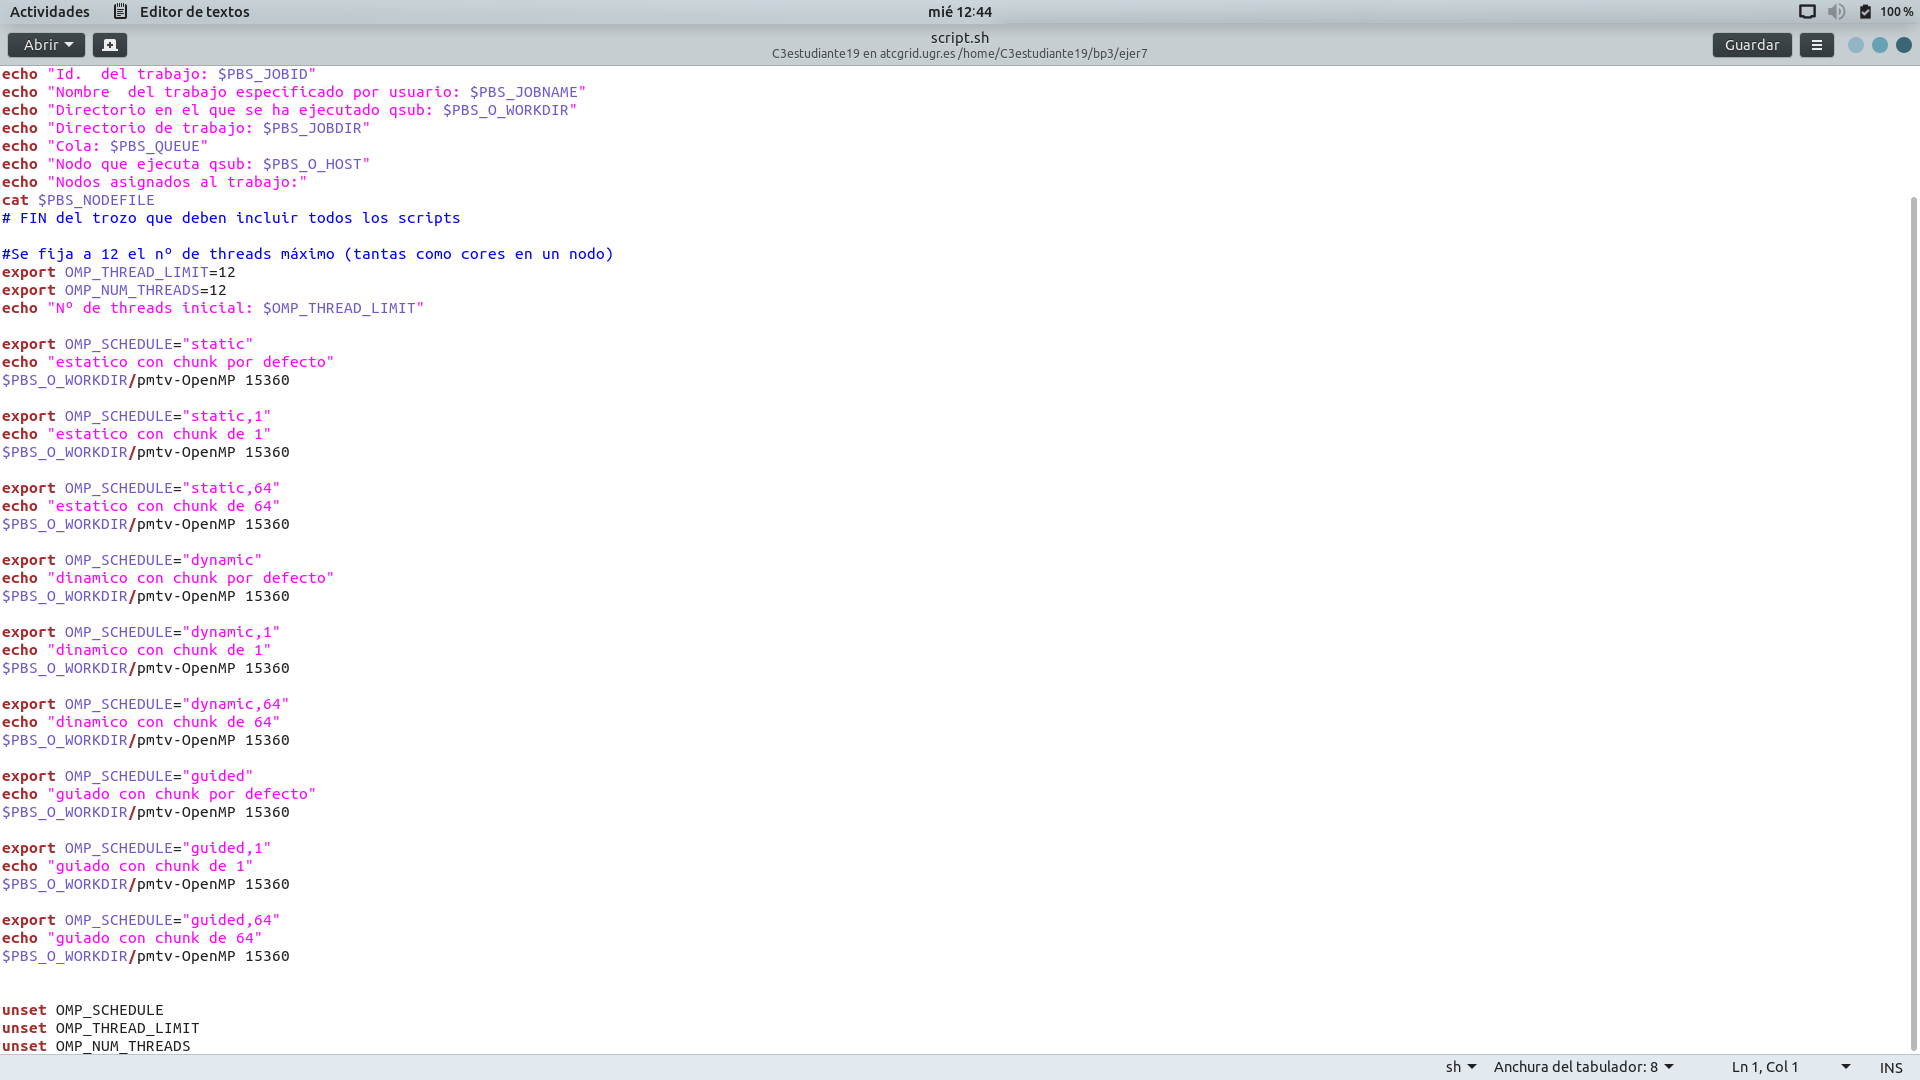 Actividades Editor de textos mié 12:44 100 %
Abrir script.sh Guardar
C3estudiante19 en atcgrid.ugr.es /home/C3estudiante19/bp3/ejer7
echo "Id.  del trabajo: $PBS_JOBID"
echo "Nombre  del trabajo especificado por usuario: $PBS_JOBNAME"
echo "Directorio en el que se ha ejecutado qsub: $PBS_O_WORKDIR"
echo "Directorio de trabajo: $PBS_JOBDIR"
echo "Cola: $PBS_QUEUE"
echo "Nodo que ejecuta qsub: $PBS_O_HOST"
echo "Nodos asignados al trabajo:"
cat $PBS_NODEFILE
# FIN del trozo que deben incluir todos los scripts
#Se fija a 12 el nº de threads máximo (tantas como cores en un nodo)
export OMP_THREAD_LIMIT=12
export OMP_NUM_THREADS=12
echo "Nº de threads inicial: $OMP_THREAD_LIMIT"
export OMP_SCHEDULE="static"
echo "estatico con chunk por defecto"
$PBS_O_WORKDIR/pmtv-OpenMP 15360
export OMP_SCHEDULE="static,1"
echo "estatico con chunk de 1"
$PBS_O_WORKDIR/pmtv-OpenMP 15360
export OMP_SCHEDULE="static,64"
echo "estatico con chunk de 64"
$PBS_O_WORKDIR/pmtv-OpenMP 15360
export OMP_SCHEDULE="dynamic"
echo "dinamico con chunk por defecto"
$PBS_O_WORKDIR/pmtv-OpenMP 15360
export OMP_SCHEDULE="dynamic,1"
echo "dinamico con chunk de 1"
$PBS_O_WORKDIR/pmtv-OpenMP 15360
export OMP_SCHEDULE="dynamic,64"
echo "dinamico con chunk de 64"
$PBS_O_WORKDIR/pmtv-OpenMP 15360
export OMP_SCHEDULE="guided"
echo "guiado con chunk por defecto"
$PBS_O_WORKDIR/pmtv-OpenMP 15360
export OMP_SCHEDULE="guided,1"
echo "guiado con chunk de 1"
$PBS_O_WORKDIR/pmtv-OpenMP 15360
export OMP_SCHEDULE="guided,64"
echo "guiado con chunk de 64"
$PBS_O_WORKDIR/pmtv-OpenMP 15360
unset OMP_SCHEDULE
unset OMP_THREAD_LIMIT
unset OMP_NUM_THREADS
sh Anchura del tabulador: 8 Ln 1, Col 1 INS